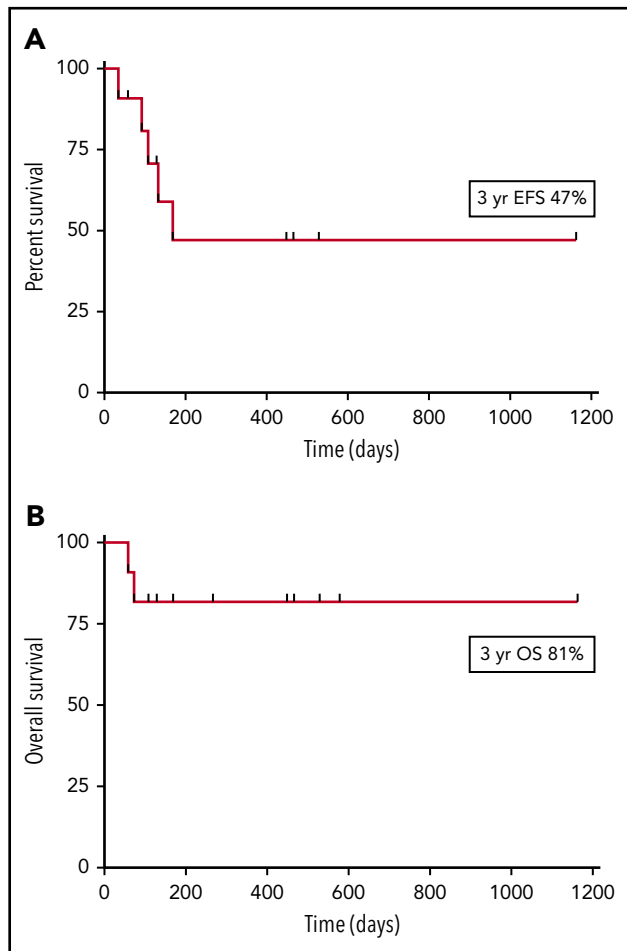 A
100
75
50
25
0
Percent survival
3 yr EFS 47%
0 200 400 600 800 1000 1200
Time (days)
B
100
75
50
25
0
Overall survival
3 yr OS 81%
0 200 400 600 800 1000 1200
Time (days)